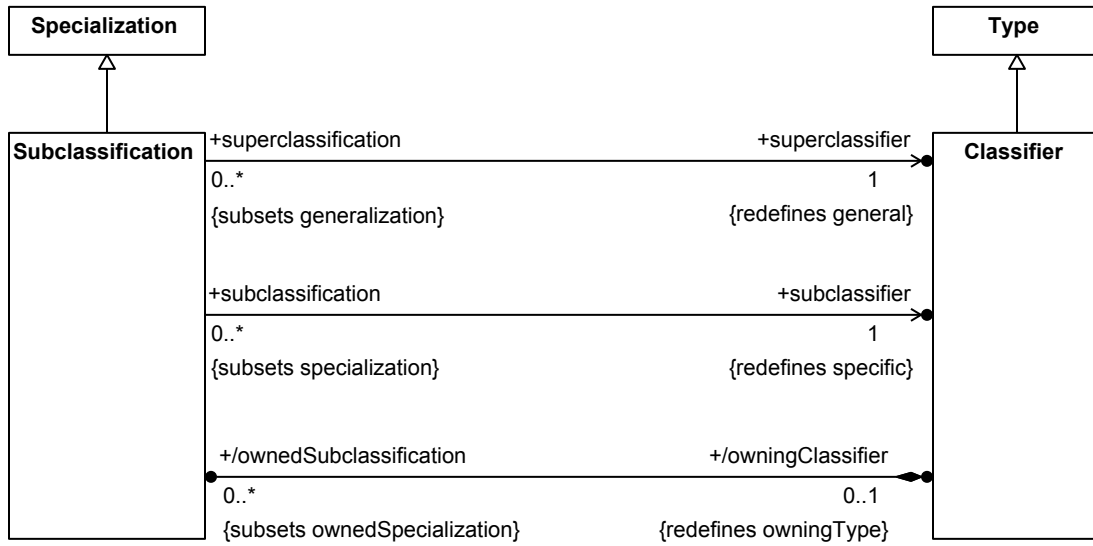 Specialization
Type
Subclassification
Classifier
+superclassification
+superclassifier
0..*
1
{subsets generalization}
{redefines general}
+subclassification
+subclassifier
0..*
1
{subsets specialization}
{redefines specific}
+/ownedSubclassification
+/owningClassifier
0..*
0..1
{subsets ownedSpecialization}
{redefines owningType}